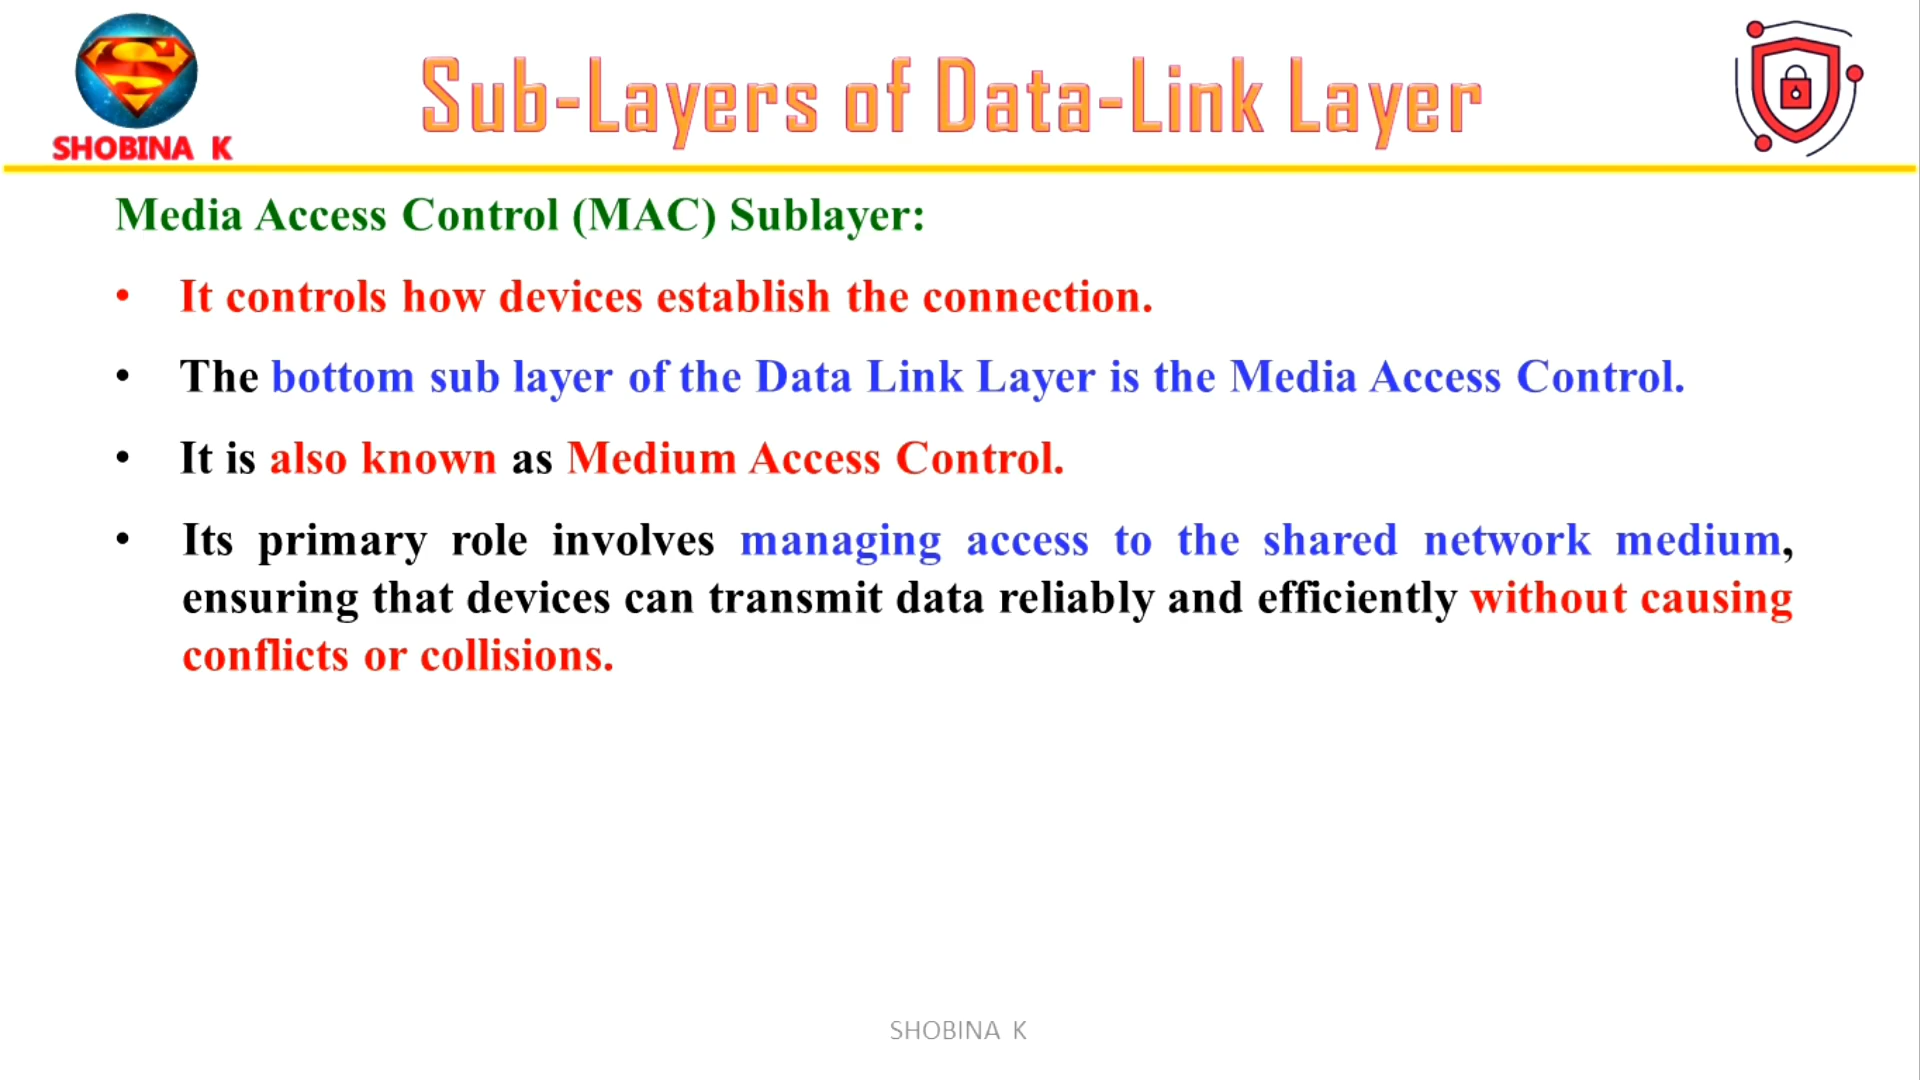 SHOBINA K
Sub-Layers of Data-Link Layer
Media Access Control (MAC) Sublayer:
• It controls how devices establish the connection.
• The bottom sub layer of the Data Link Layer is the Media Access Control.
• It is also known as Medium Access Control.
• Its primary role involves managing access to the shared network medium,
ensuring that devices can transmit data reliably and efficiently without causing
conflicts or collisions.
SHOBINA K